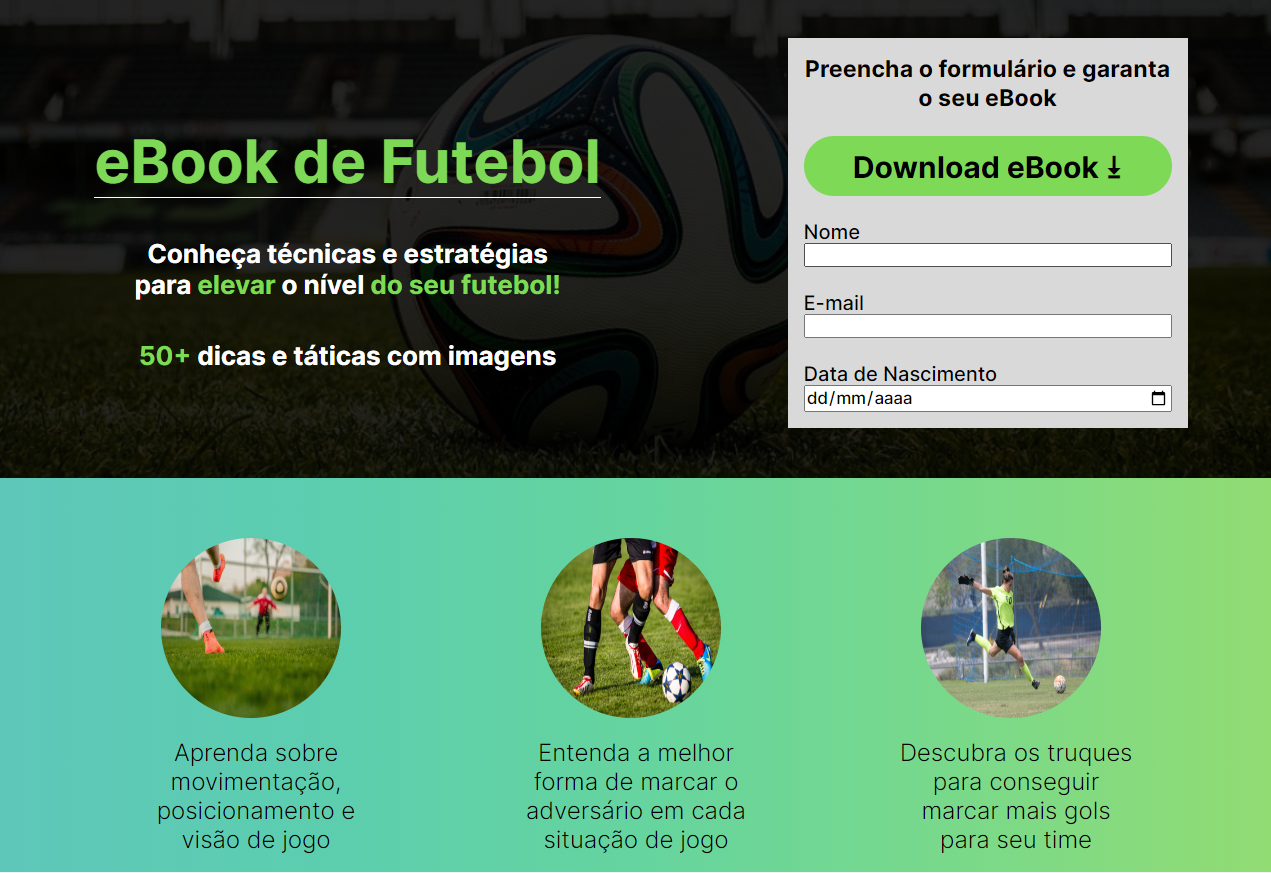 eBook de Futebol
Conheça técnicas e estratégias
para elevar o nível do seu futebol!
50+ dicas e táticas com imagens
Preencha o formulário e garanta
o seu eBook
Download eBook
Nome
E-mail
Data de Nascimento
dd/mm/aaaa
Aprenda sobre
movimentação,
posicionamento e
visão de jogo
Entenda a melhor
forma de marcar o
adversário em cada
situação de jogo
Descubra os truques
para conseguir
marcar mais gols
para seu time